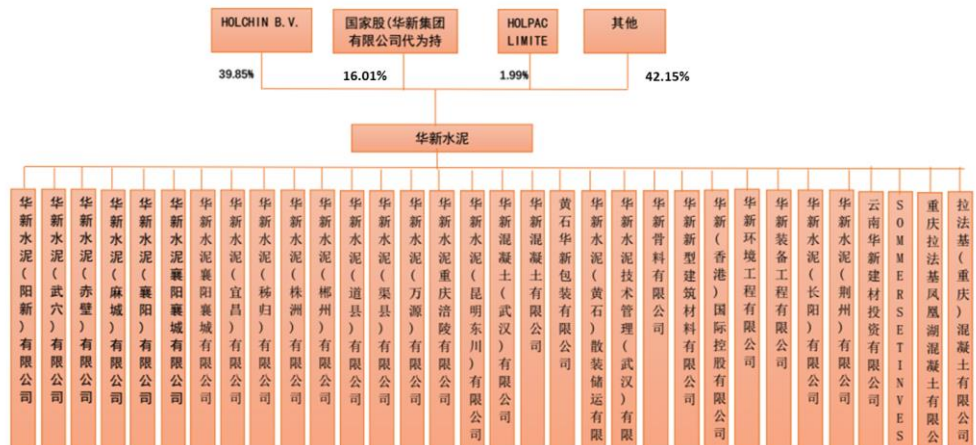 HOLCHIN B.V.
国家股(华新集团
有限公司代为持
HOLPAC
LIMITE
其他
39.85%
16.01%
1.99%
42.15%
华新水泥
华新水泥(阳新)有限公司
华新水泥(武穴)有限公司
华新水泥(赤壁)有限公司
华新水泥(麻城)有限公司
华新水泥(襄阳)有限公司
华新水泥襄阳襄城有限公司
华新水泥襄阳襄城有限公司
华新水泥(宜昌)有限公司
华新水泥(秭归)有限公司
华新水泥(株洲)有限公司
华新水泥(郴州)有限公司
华新水泥(道县)有限公司
华新水泥(渠县)有限公司
华新水泥(万源)有限公司
华新水泥重庆涪陵有限公司
华新水泥(昆明东川)有限公司
华新混凝土(武汉)有限公司
华新混凝土有限公司
黄石华新包装有限公司
华新水泥(黄石)散装储运有限
华新水泥技术管理(武汉)有限
华新骨料有限公司
华新新型建筑材料有限公司
华新(香港)国际控股有限公司
华新环境工程有限公司
华新装备工程有限公司
华新水泥(长阳)有限公司
华新水泥(荆州)有限公司
云南华新建材投资有限公司
SOMMERSETINVES
重庆拉法基凤凰湖混凝土有限公
拉法基(重庆)混凝土有限公司